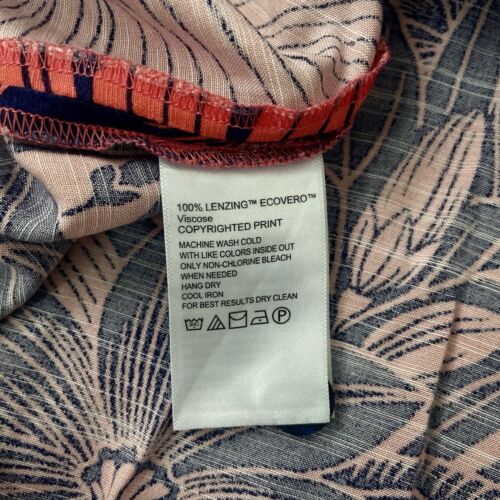 100% LENZING™ ECOVERO™
Viscose
COPYRIGHTED PRINT
MACHINE WASH COLD
WITH LIKE COLORS INSIDE OUT
ONLY NON-CHLORINE BLEACH
WHEN NEEDED
HANG DRY
COOL IRON
FOR BEST RESULTS DRY CLEAN
P